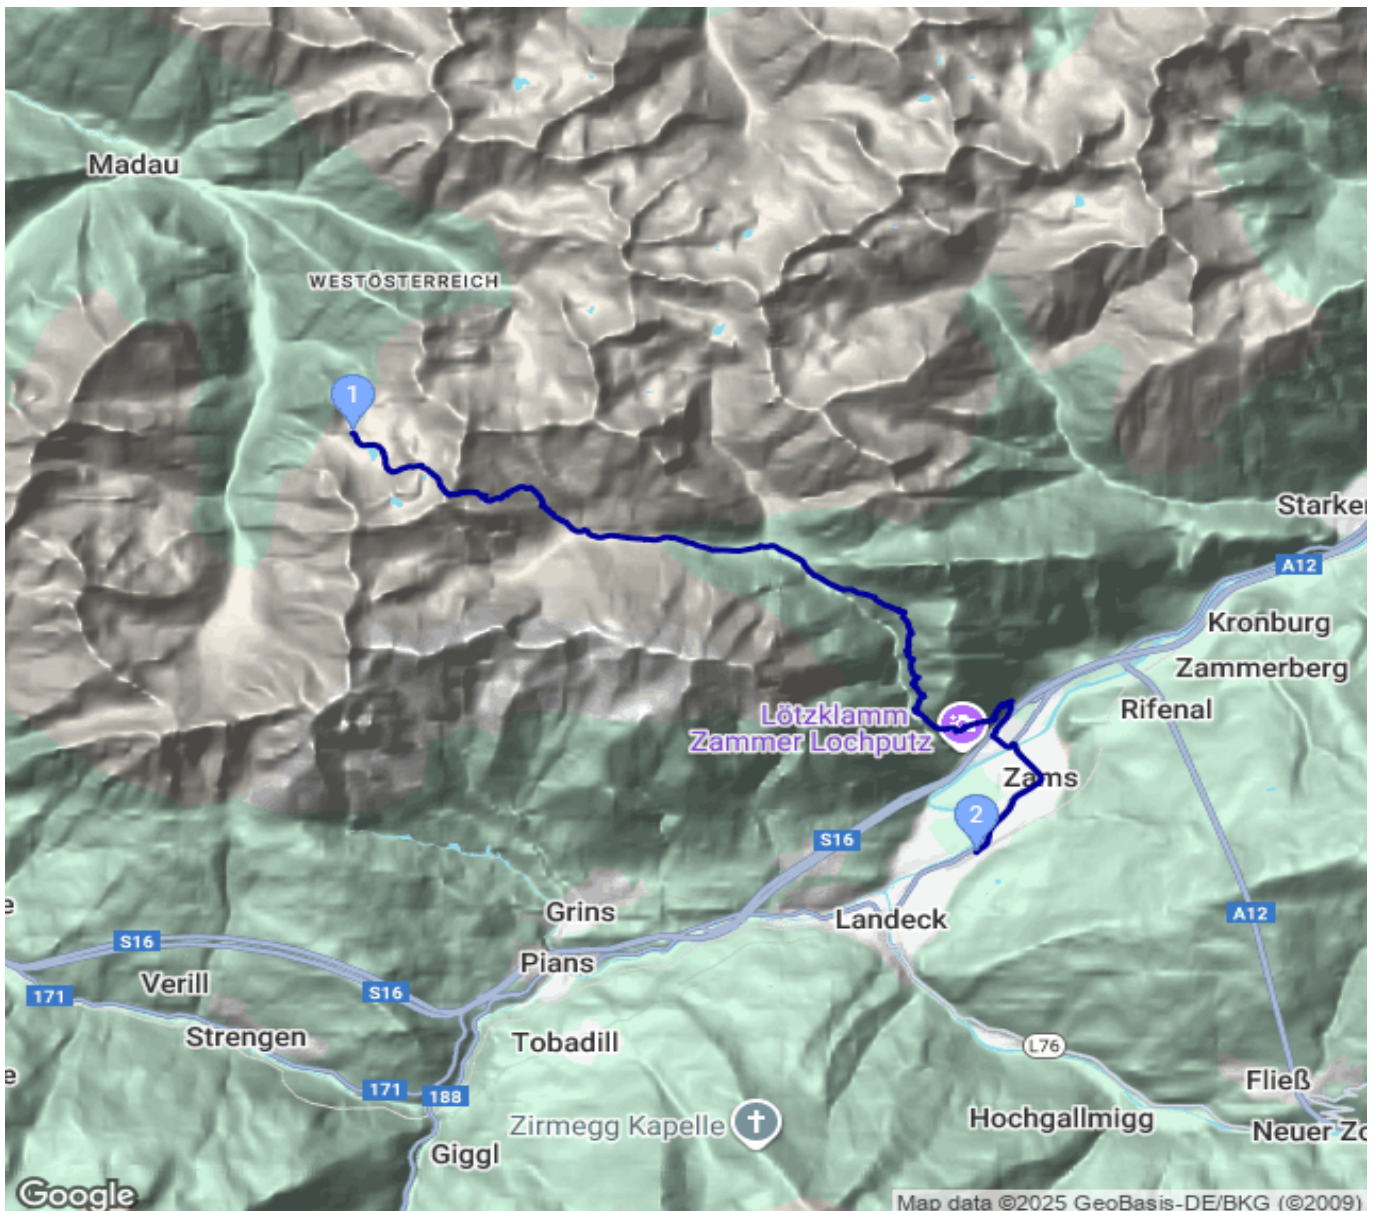 Madau
WESTÖSTERREICH
1
Starke
A12
Kronburg
Zammerberg
Rifenal
Lötzklamm
Zammer Lochputz
Zams
2
S16
Grins
Landeck
A12
e
S16
Pians
Verill
S16
171
Strengen
Tobadill
L76
e
171
188
Fließ
Zirmegg Kapelle
Hochgallmigg
Neuer Zo
Giggl
Google
Map data ©2025 GeoBasis-DE/BKG (©2009)